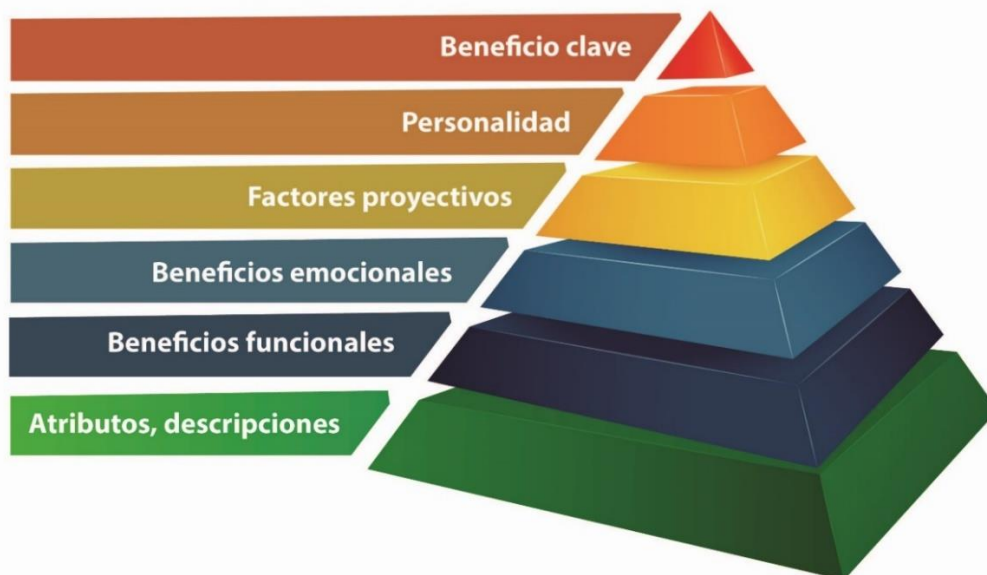 Beneficio clave
Personalidad
Factores proyectivos
Beneficios emocionales
Beneficios funcionales
Atributos, descripciones